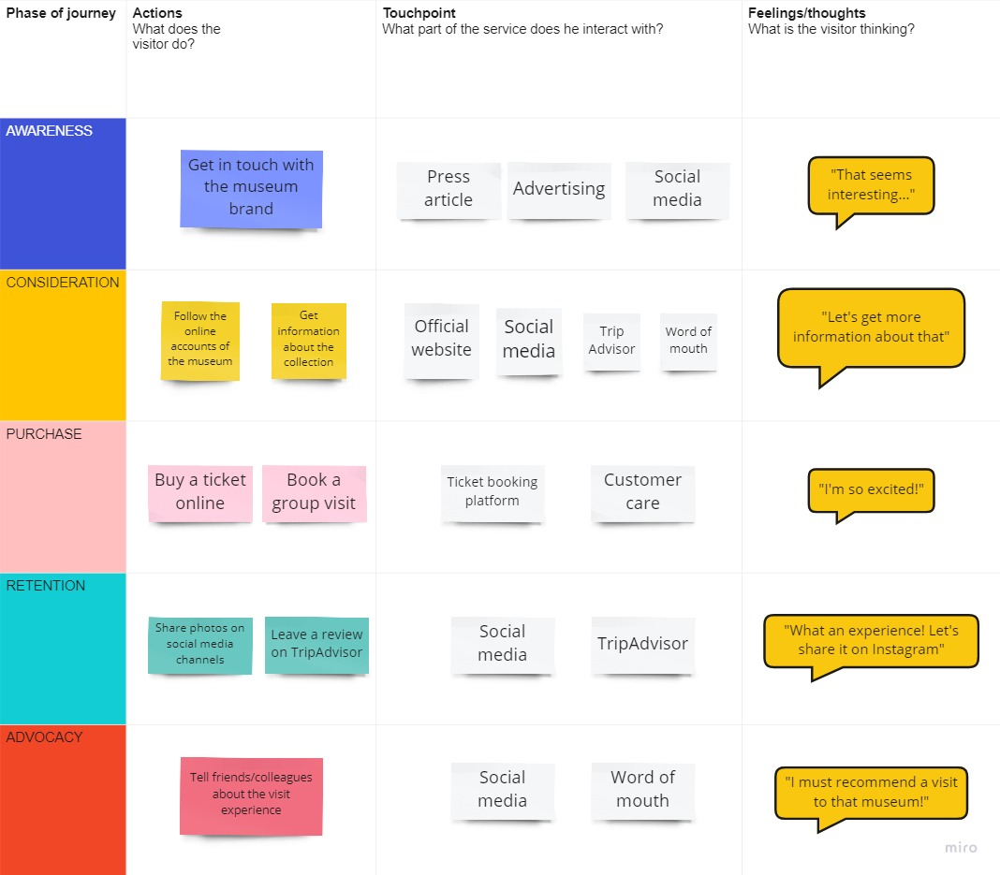 Phase of journey
Actions
What does the
visitor do?
Touchpoint
What part of the service does he interact with?
Feelings/thoughts
What is the visitor thinking?
AWARENESS
Get in touch with
the museum
brand
Press
article
Advertising
Social
media
"That seems
interesting..."
CONSIDERATION
Follow the
online
accounts of
the museum
Get
information
about the
collection
Official
website
Social
media
Trip
Advisor
Word of
mouth
"Let's get more
information about that"
PURCHASE
Buy a ticket
online
Book a
group visit
Ticket booking
platform
Customer
care
"I'm so excited!"
RETENTION
Share photos on
social media
channels
Leave a review
on TripAdvisor
Social
media
TripAdvisor
"What an experience! Let's
share it on Instagram"
ADVOCACY
Tell friends/colleagues
about the visit
experience
Social
media
Word of
mouth
"I must recommend a visit
to that museum!"
miro